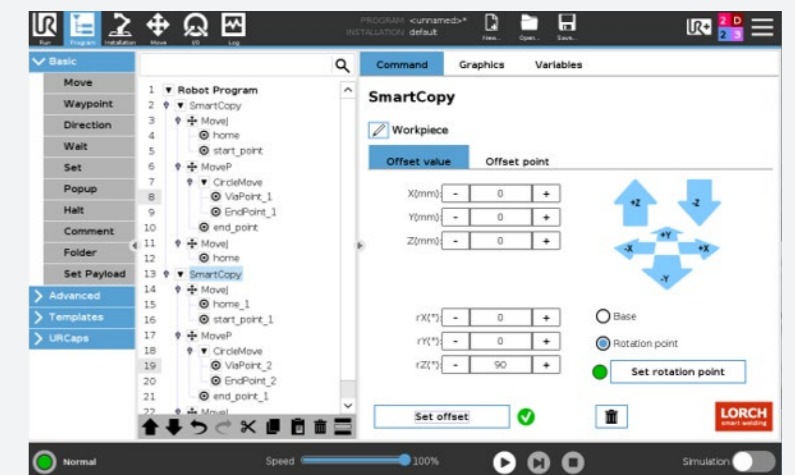 PROGRAM <unnamed>*
INSTALLATION default
Run Program Installation Move I/O Log New... Open... Save...
R+ 2 D 2 3
Basic
Move
Waypoint
Direction
Wait
Set
Popup
Halt
Comment
Folder
Set Payload
Advanced
Templates
URCaps
1 Robot Program
2 SmartCopy
3 MoveJ
4 home
5 start_point
6 MoveP
7 CircleMove
8 ViaPoint_1
9 EndPoint_1
10 end_point
11 MoveJ
12 home
13 SmartCopy
14 MoveJ
15 home_1
16 start_point_1
17 MoveP
18 CircleMove
19 ViaPoint_2
20 EndPoint_2
21 end_point_1
22 MoveJ
Command Graphics Variables
SmartCopy
Workpiece
Offset value Offset point
X(mm): - 0 +
Y(mm): - 0 +
Z(mm): - 0 +
+Z -Z
+Y
-X +X
-Y
rX(°): - 0 +
rY(°): - 0 +
rZ(°): - 90 +
Base
Rotation point
Set rotation point
Set offset
LORCH
smart welding
Normal
Speed 100%
Simulation